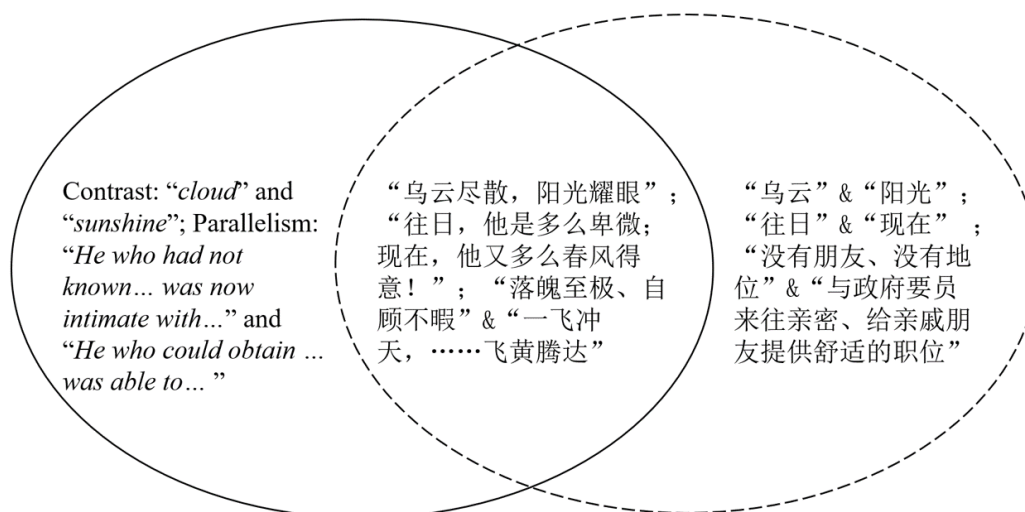 Contrast: “cloud” and
“sunshine”; Parallelism:
“He who had not
known… was now
intimate with…” and
“He who could obtain …
was able to… ”
“乌云尽散，阳光耀眼”；
“往日，他是多么卑微；
现在，他又多么春风得
意！”；“落魄至极、自
顾不暇”&“一飞冲
天，……飞黄腾达”
“乌云”&“阳光”；
“往日”&“现在” ；
“没有朋友、没有地
位”&“与政府要员
来往亲密、给亲戚朋
友提供舒适的职位”